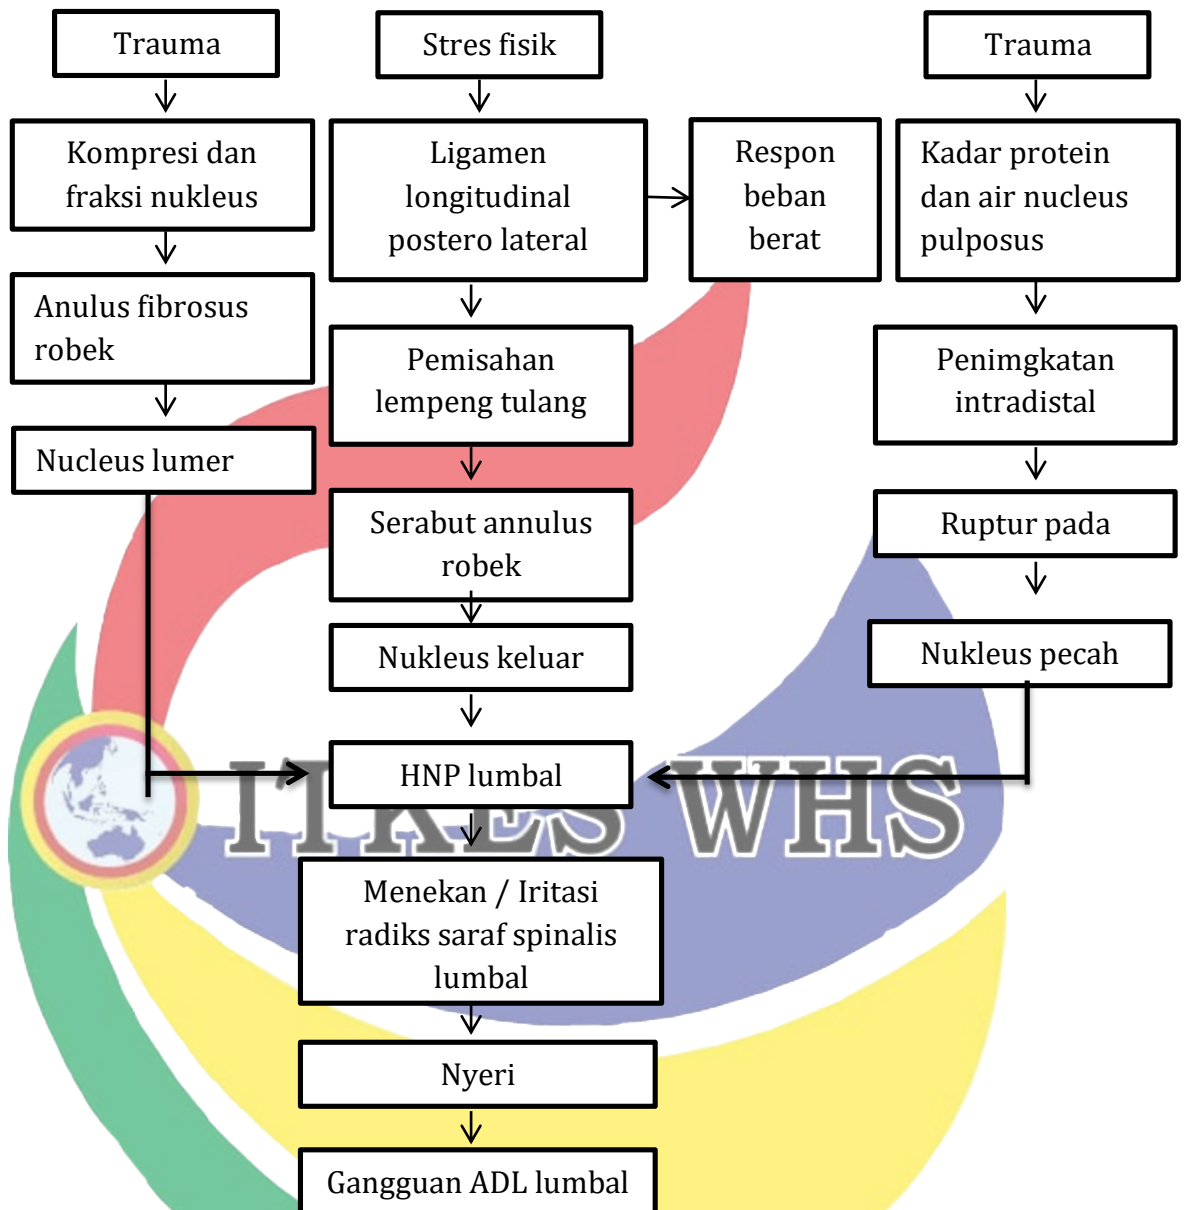 Trauma
Stres fisik
Trauma
Kompresi dan
fraksi nukleus
Ligamen
longitudinal
postero lateral
Respon
beban
berat
Kadar protein
dan air nucleus
pulposus
Anulus fibrosus
robek
Pemisahan
lempeng tulang
Penimgkatan
intradistal
Nucleus lumer
Serabut annulus
robek
Ruptur pada
Nukleus keluar
Nukleus pecah
HNP lumbal
ITKES WHS
Menekan / Iritasi
radiks saraf spinalis
lumbal
Nyeri
Gangguan ADL lumbal